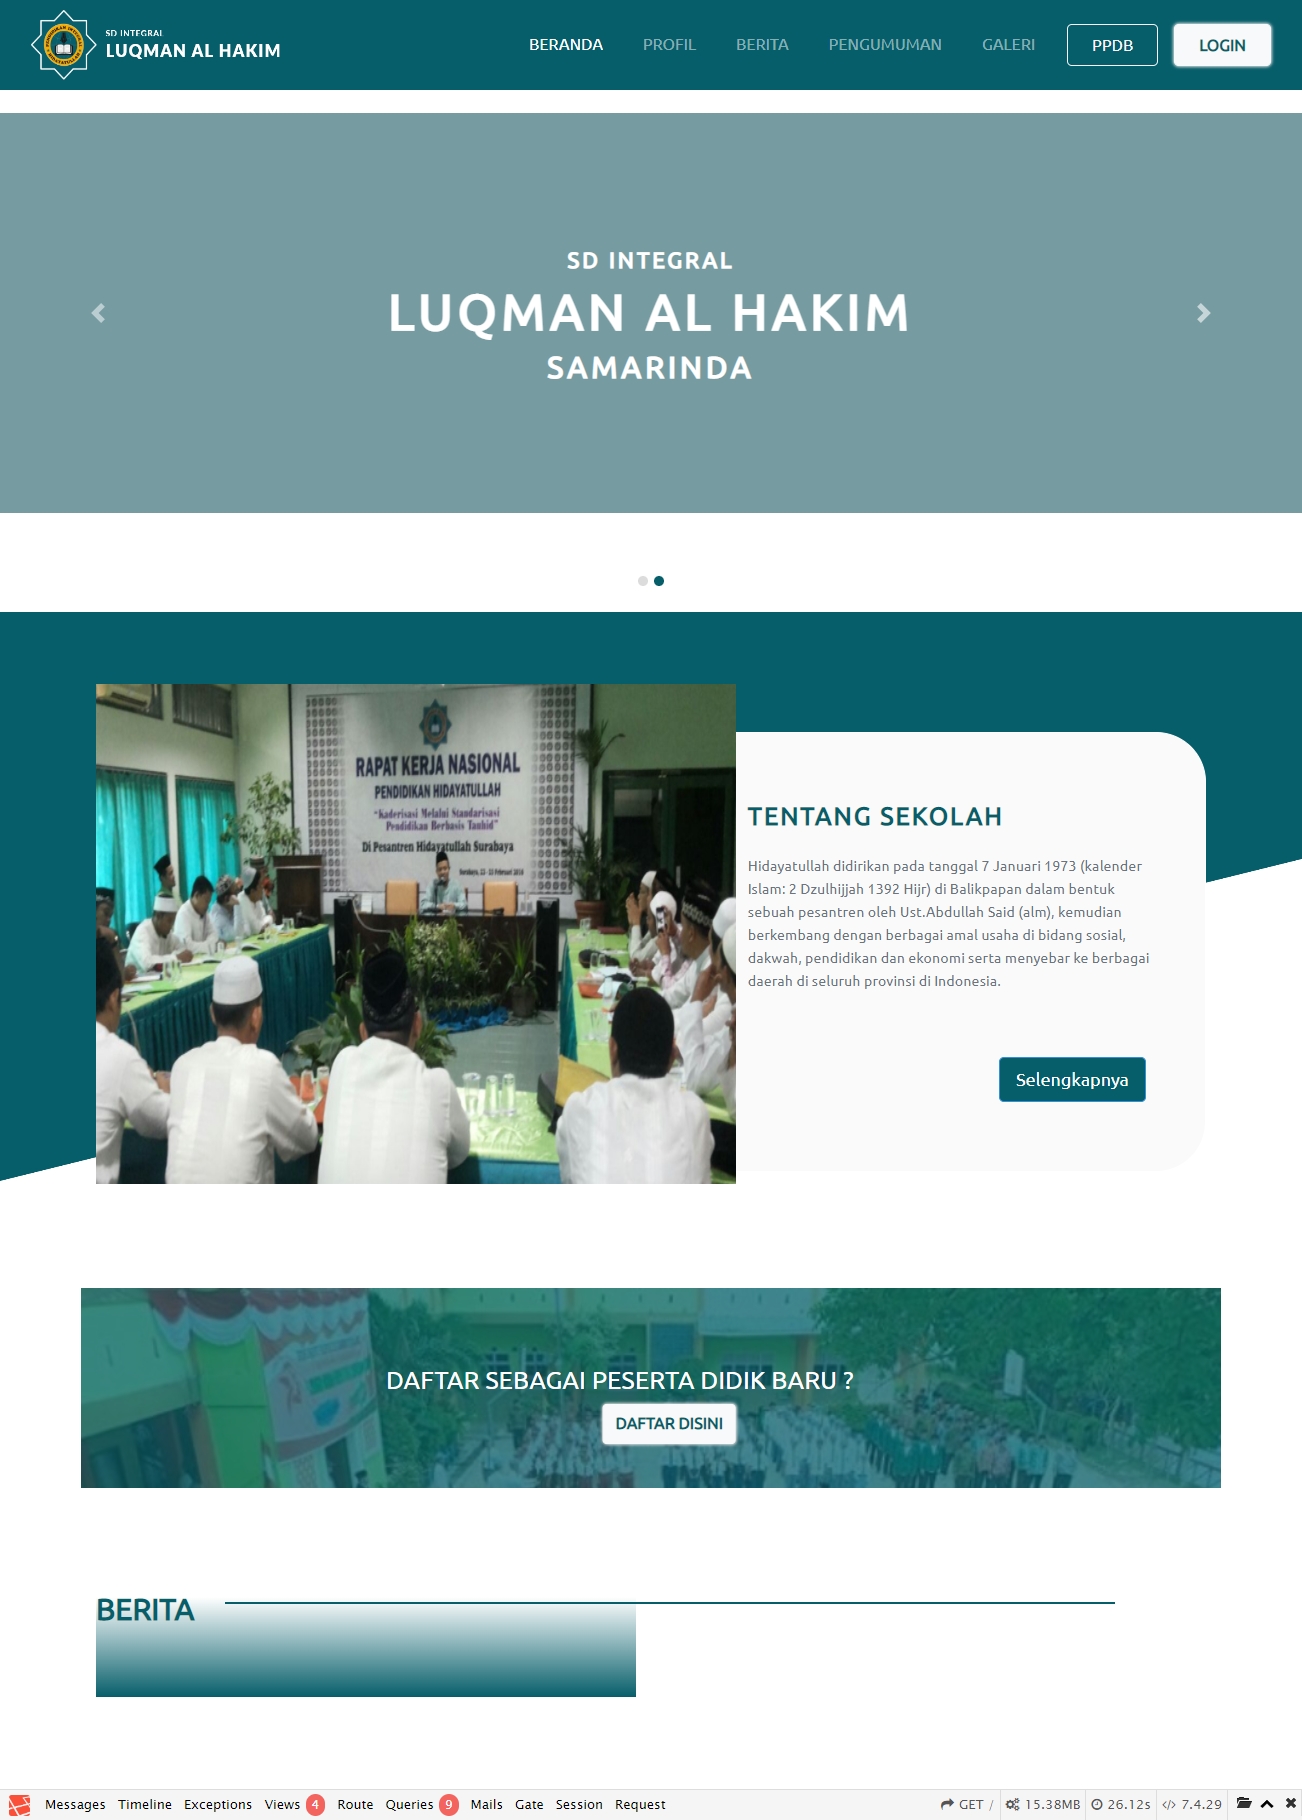 SD INTEGRAL
LUQMAN AL HAKIM
BERANDA PROFIL BERITA PENGUMUMAN GALERI PPDB LOGIN
SD INTEGRAL
LUQMAN AL HAKIM
SAMARINDA
RAPAT KERJA NASIONAL
PENDIDIKAN HIDAYATULLAH
"Kaderisasi Melalui Standarisasi
Pendidikan Berbasis Tauhid"
Di Pesantren Hidayatullah Surabaya
TENTANG SEKOLAH
Hidayatullah didirikan pada tanggal 7 Januari 1973 (kalender
Islam: 2 Dzulhijjah 1392 Hijr) di Balikpapan dalam bentuk
sebuah pesantren oleh Ust.Abdullah Said (alm), kemudian
berkembang dengan berbagai amal usaha di bidang sosial,
dakwah, pendidikan dan ekonomi serta menyebar ke berbagai
daerah di seluruh provinsi di Indonesia.
Selengkapnya
DAFTAR SEBAGAI PESERTA DIDIK BARU ?
DAFTAR DISINI
BERITA
Messages Timeline Exceptions Views 4 Route Queries 9 Mails Gate Session Request GET / 15.38MB 26.12s 7.4.29